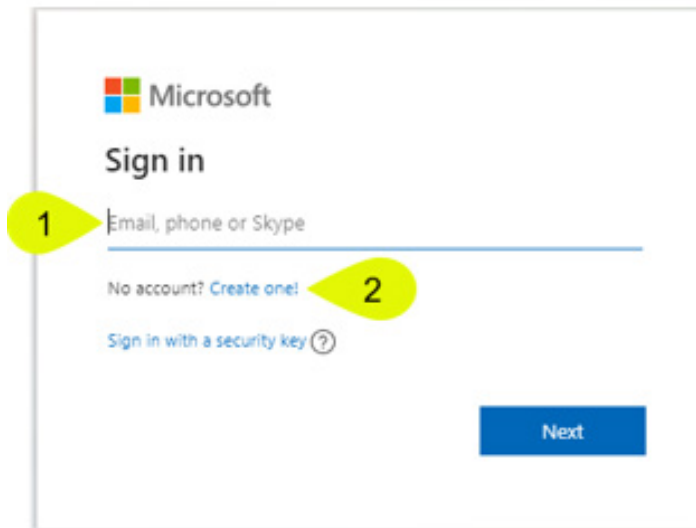 Microsoft
Sign in
1
Email, phone or Skype
No account? Create one!
2
Sign in with a security key ?
Next